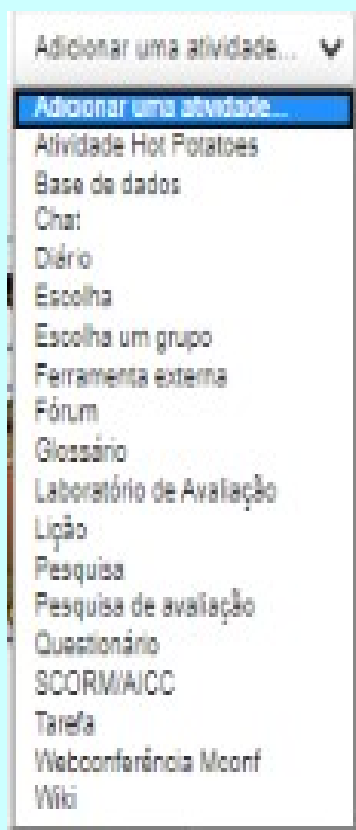 Adicionar uma atividade...
Adicionar uma atividade...
Atividade Hot Potatoes
Base de dados
Chat
Diário
Escolha
Escolha um grupo
Ferramenta externa
Fórum
Glossário
Laboratório de Avaliação
Lição
Pesquisa
Pesquisa de avaliação
Questionário
SCORM/AICC
Tarefa
Webconferência Mconf
Wiki